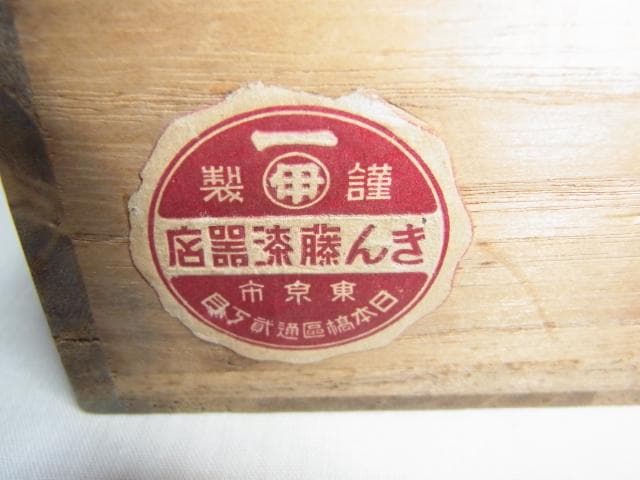 一
謹製
きん藤漆器店
東京市
日本橋區通貳丁目